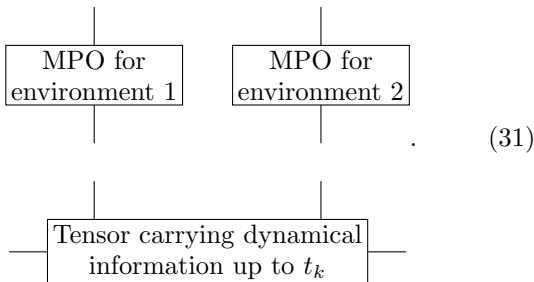 MPO for
environment 1
MPO for
environment 2
. (31)
Tensor carrying dynamical
information up to t_k